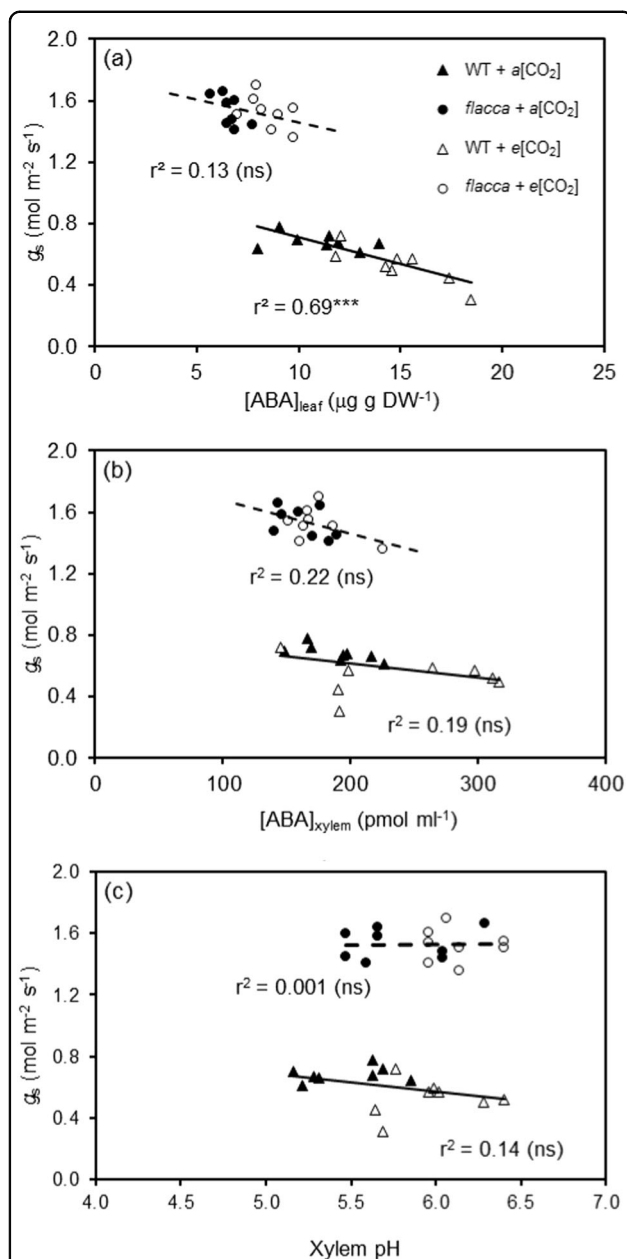 (a)
2.0
1.6
1.2
0.8
0.4
0.0
gs (mol m-2 s-1)
▲ WT + a[CO2]
● flacca + a[CO2]
△ WT + e[CO2]
○ flacca + e[CO2]
r² = 0.13 (ns)
r² = 0.69***
0 5 10 15 20 25
[ABA]leaf (µg g DW-1)
(b)
2.0
1.6
1.2
0.8
0.4
0.0
gs (mol m-2 s-1)
r2 = 0.22 (ns)
r2 = 0.19 (ns)
0 100 200 300 400
[ABA]xylem (pmol ml-1)
(c)
2.0
1.6
1.2
0.8
0.4
0.0
gs (mol m-2 s-1)
r2 = 0.001 (ns)
r2 = 0.14 (ns)
4.0 4.5 5.0 5.5 6.0 6.5 7.0
Xylem pH